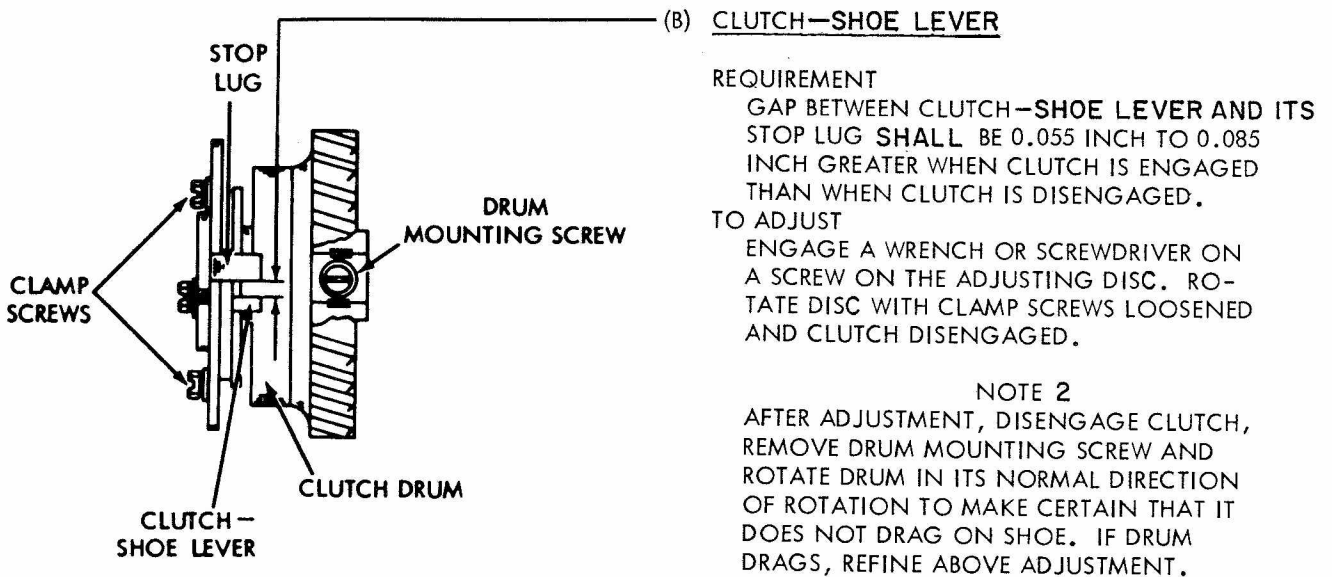 (B) CLUTCH—SHOE LEVER
STOP
LUG
CLAMP
SCREWS
DRUM
MOUNTING SCREW
CLUTCH DRUM
CLUTCH—
SHOE LEVER
REQUIREMENT
GAP BETWEEN CLUTCH—SHOE LEVER AND ITS
STOP LUG SHALL BE 0.055 INCH TO 0.085
INCH GREATER WHEN CLUTCH IS ENGAGED
THAN WHEN CLUTCH IS DISENGAGED.
TO ADJUST
ENGAGE A WRENCH OR SCREWDRIVER ON
A SCREW ON THE ADJUSTING DISC. RO-
TATE DISC WITH CLAMP SCREWS LOOSENED
AND CLUTCH DISENGAGED.
NOTE 2
AFTER ADJUSTMENT, DISENGAGE CLUTCH,
REMOVE DRUM MOUNTING SCREW AND
ROTATE DRUM IN ITS NORMAL DIRECTION
OF ROTATION TO MAKE CERTAIN THAT IT
DOES NOT DRAG ON SHOE. IF DRUM
DRAGS, REFINE ABOVE ADJUSTMENT.